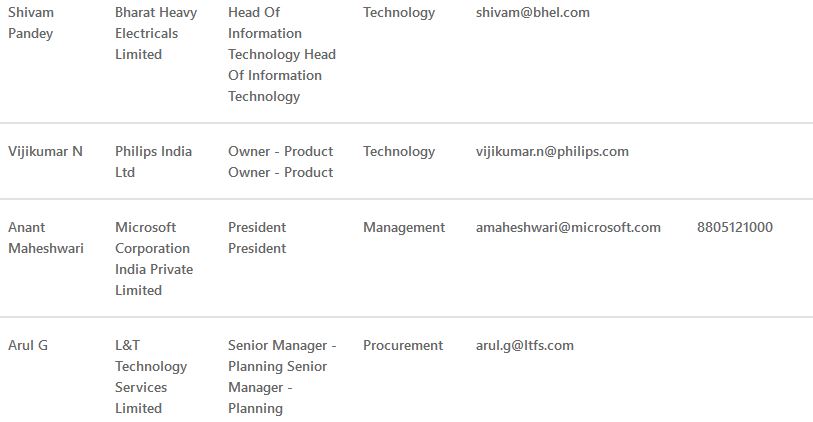 Shivam Pandey
Bharat Heavy Electricals Limited
Head Of Information Technology Head Of Information Technology
Technology
shivam@bhel.com
Vijikumar N
Philips India Ltd
Owner - Product Owner - Product
Technology
vijikumar.n@philips.com
Anant Maheshwari
Microsoft Corporation India Private Limited
President President
Management
amaheshwari@microsoft.com
8805121000
Arul G
L&T Technology Services Limited
Senior Manager - Planning Senior Manager - Planning
Procurement
arul.g@ltfs.com